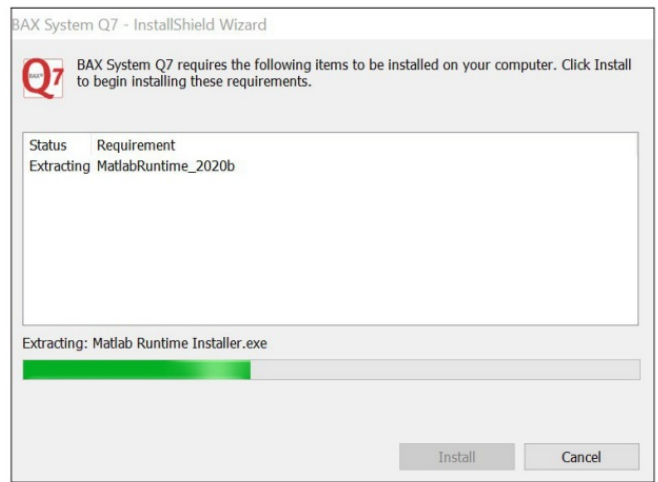 BAX System Q7 - InstallShield Wizard
BAX System Q7 requires the following items to be installed on your computer. Click Install
to begin installing these requirements.
BAX®
Q7
Status Requirement
Extracting MatlabRuntime_2020b
Extracting: Matlab Runtime Installer.exe
Install Cancel